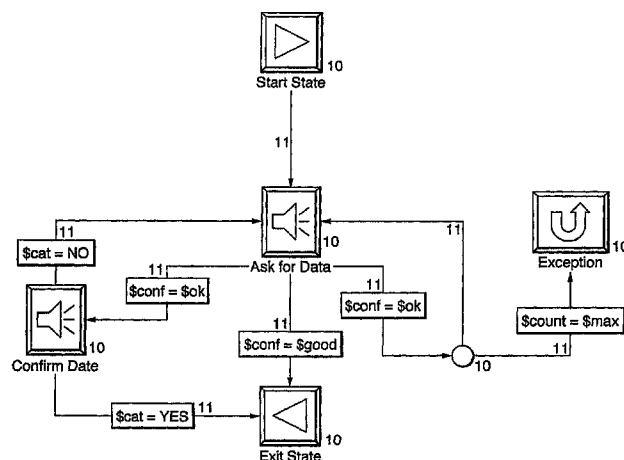 10
Start State
11
11
$cat = NO
10
Ask for Data
11
$conf = $ok
11
$conf = $ok
11
10
Exception
10
Confirm Date
11
$conf = $good
10
$count = $max
11
$cat = YES
11
10
Exit State